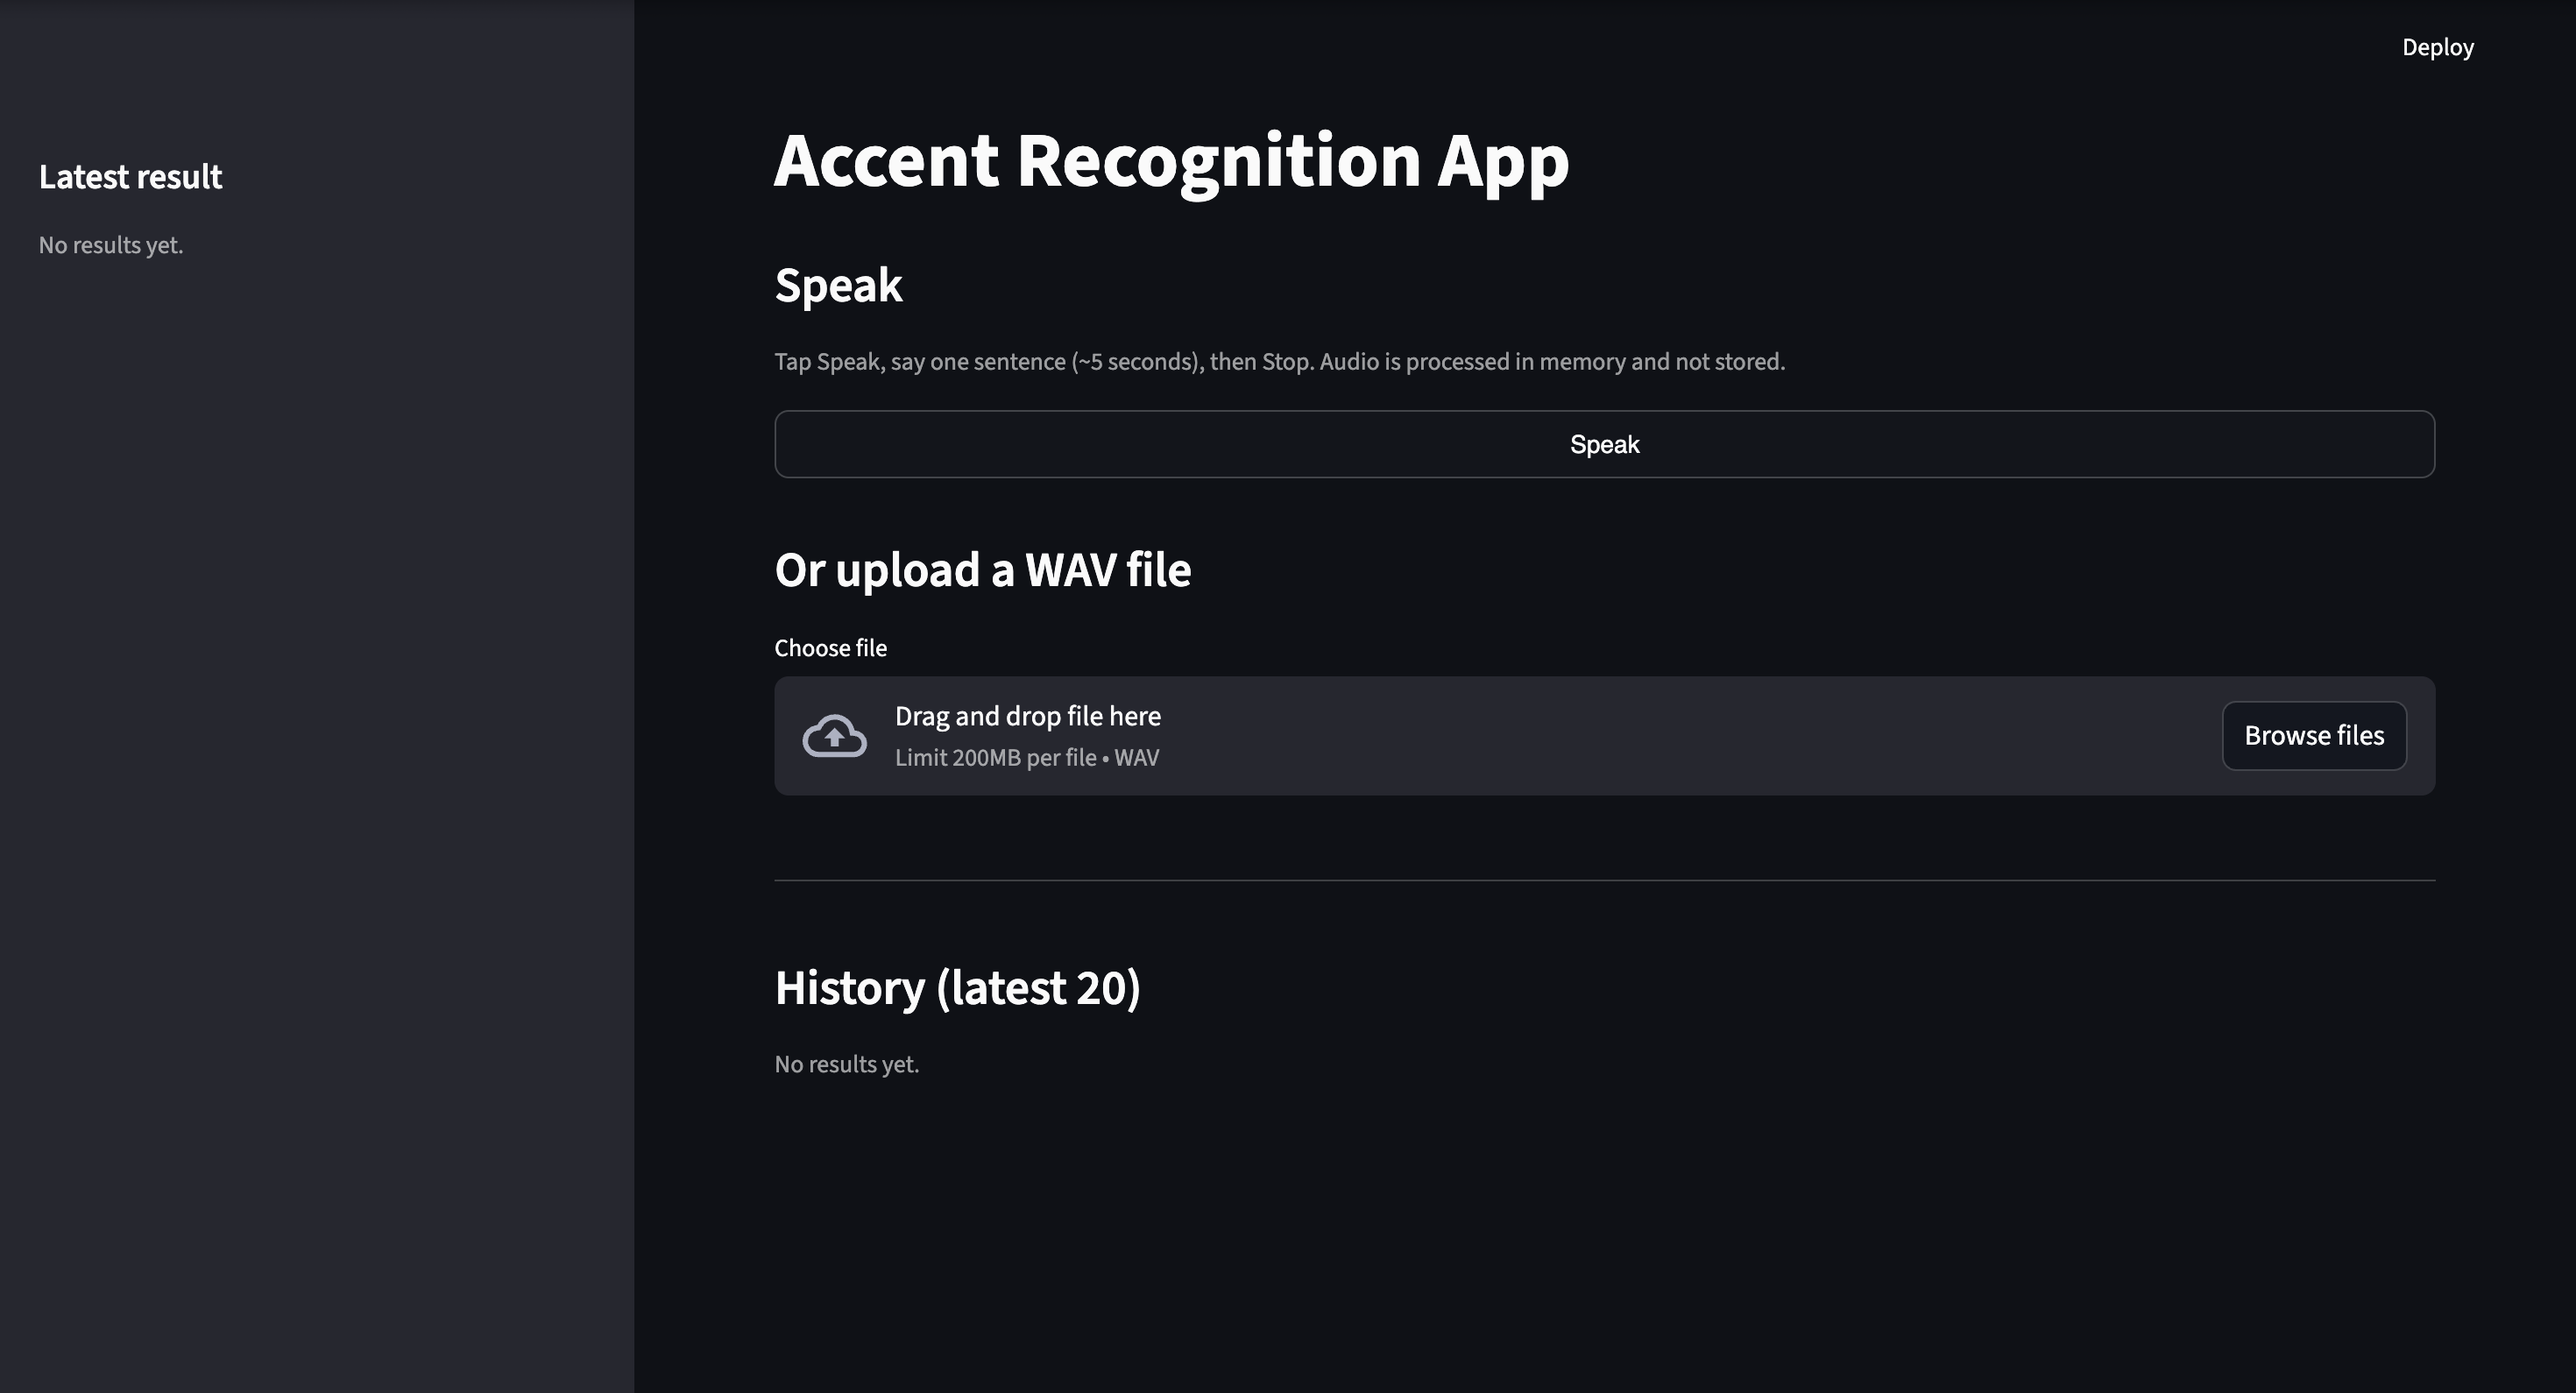 Deploy
Latest result
No results yet.
Accent Recognition App
Speak
Tap Speak, say one sentence (~5 seconds), then Stop. Audio is processed in memory and not stored.
Speak
Or upload a WAV file
Choose file
Drag and drop file here
Limit 200MB per file • WAV
Browse files
History (latest 20)
No results yet.